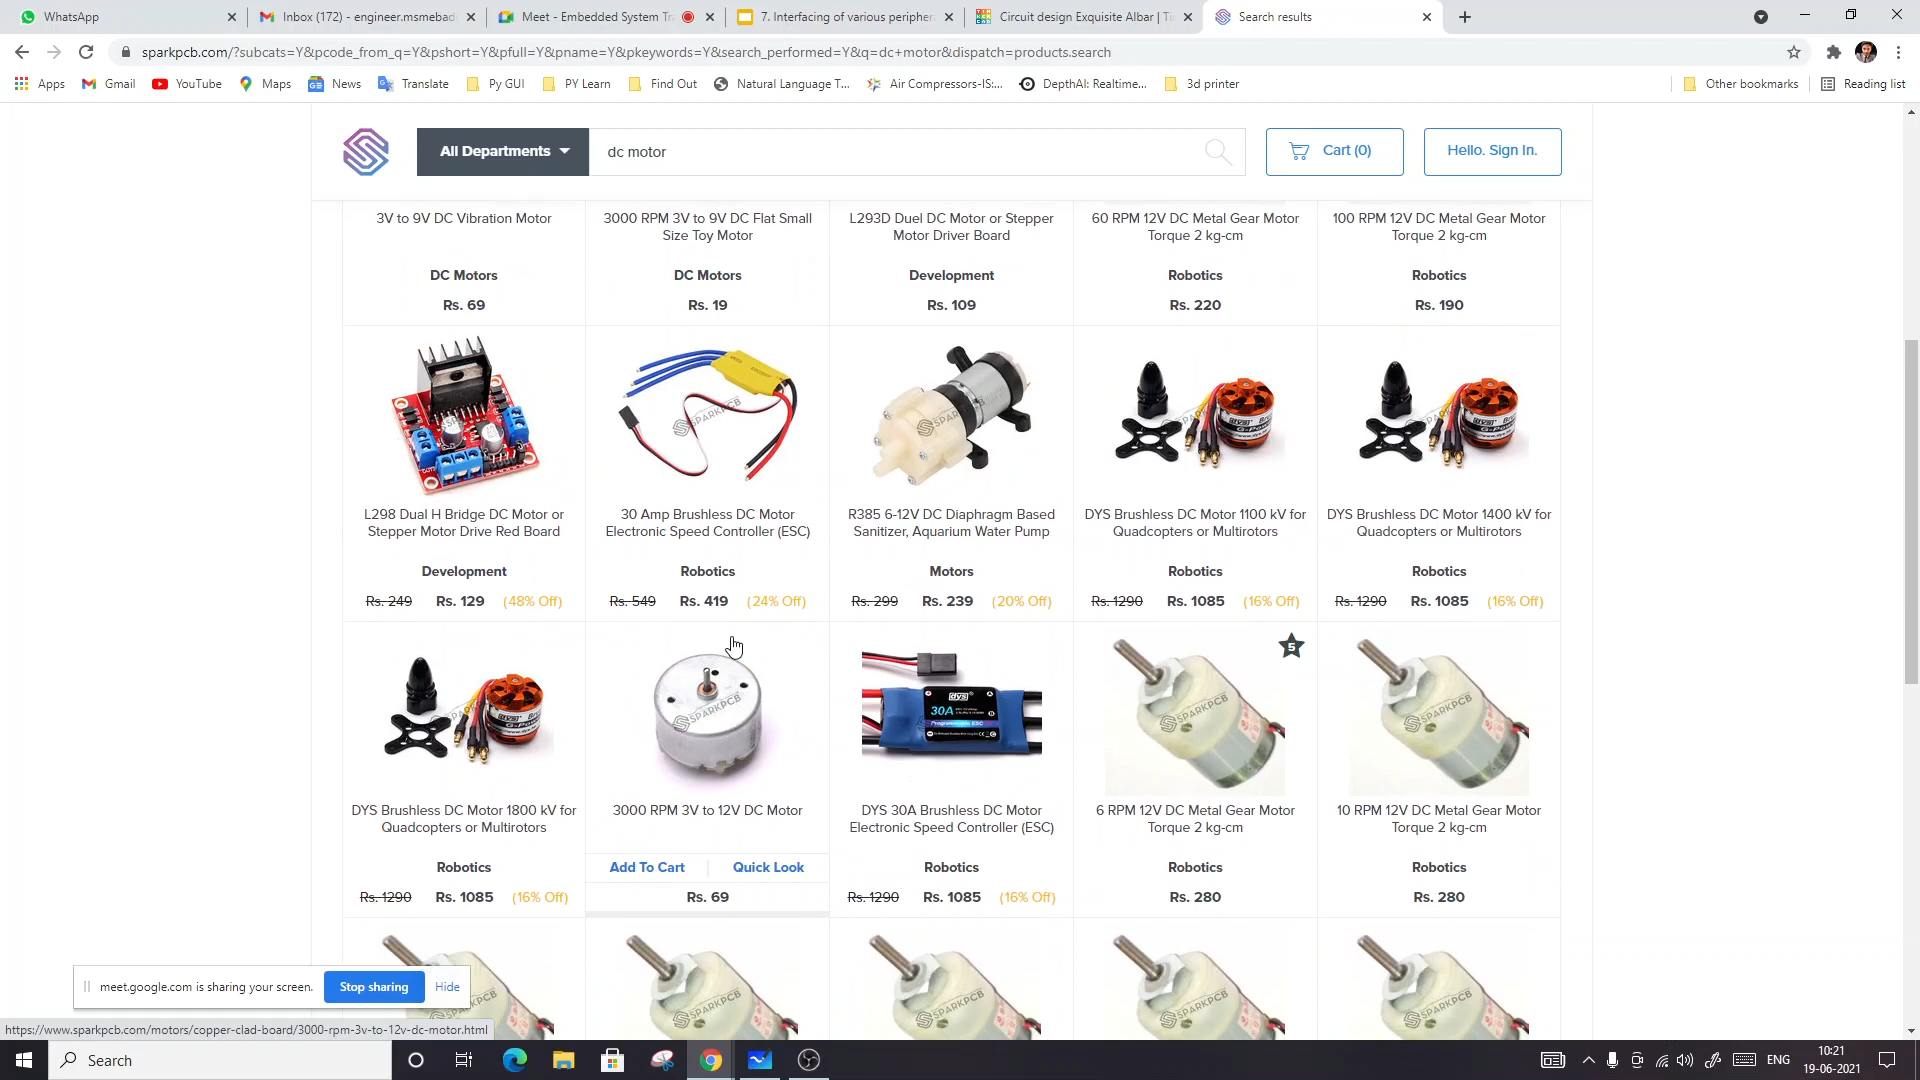 WhatsApp
Inbox (172) - engineer.msmebad
Meet - Embedded System Tra
7. Interfacing of various peripher
Circuit design Exquisite Albar | Ti
Search results
sparkpcb.com/?subcats=Y&pcode_from_q=Y&pshort=Y&pfull=Y&pname=Y&pkeywords=Y&search_performed=Y&q=dc+motor&dispatch=products.search
Apps Gmail YouTube Maps News Translate Py GUI PY Learn Find Out Natural Language T... Air Compressors-IS:... DepthAI: Realtime... 3d printer Other bookmarks Reading list
All Departments dc motor Cart (0) Hello. Sign In.
3V to 9V DC Vibration Motor
DC Motors
Rs. 69
3000 RPM 3V to 9V DC Flat Small
Size Toy Motor
DC Motors
Rs. 19
L293D Duel DC Motor or Stepper
Motor Driver Board
Development
Rs. 109
60 RPM 12V DC Metal Gear Motor
Torque 2 kg-cm
Robotics
Rs. 220
100 RPM 12V DC Metal Gear Motor
Torque 2 kg-cm
Robotics
Rs. 190
SPARKPCB
SPARKPCB
L298 Dual H Bridge DC Motor or
Stepper Motor Drive Red Board
Development
Rs. 249 Rs. 129 (48% Off)
30 Amp Brushless DC Motor
Electronic Speed Controller (ESC)
Robotics
Rs. 549 Rs. 419 (24% Off)
R385 6-12V DC Diaphragm Based
Sanitizer, Aquarium Water Pump
Motors
Rs. 299 Rs. 239 (20% Off)
DYS Brushless DC Motor 1100 kV for
Quadcopters or Multirotors
Robotics
Rs. 1290 Rs. 1085 (16% Off)
DYS Brushless DC Motor 1400 kV for
Quadcopters or Multirotors
Robotics
Rs. 1290 Rs. 1085 (16% Off)
SPARKPCB
dys
30A
Programmable ESC
5
SPARKPCB
SPARKPCB
DYS Brushless DC Motor 1800 kV for
Quadcopters or Multirotors
Robotics
Rs. 1290 Rs. 1085 (16% Off)
3000 RPM 3V to 12V DC Motor
Add To Cart Quick Look
Rs. 69
DYS 30A Brushless DC Motor
Electronic Speed Controller (ESC)
Robotics
Rs. 1290 Rs. 1085 (16% Off)
6 RPM 12V DC Metal Gear Motor
Torque 2 kg-cm
Robotics
Rs. 280
10 RPM 12V DC Metal Gear Motor
Torque 2 kg-cm
Robotics
Rs. 280
SPARKPCB
SPARKPCB
SPARKPCB
SPARKPCB
SPARKPCB
meet.google.com is sharing your screen. Stop sharing Hide
https://www.sparkpcb.com/motors/copper-clad-board/3000-rpm-3v-to-12v-dc-motor.html
Search
ENG
10:21
19-06-2021